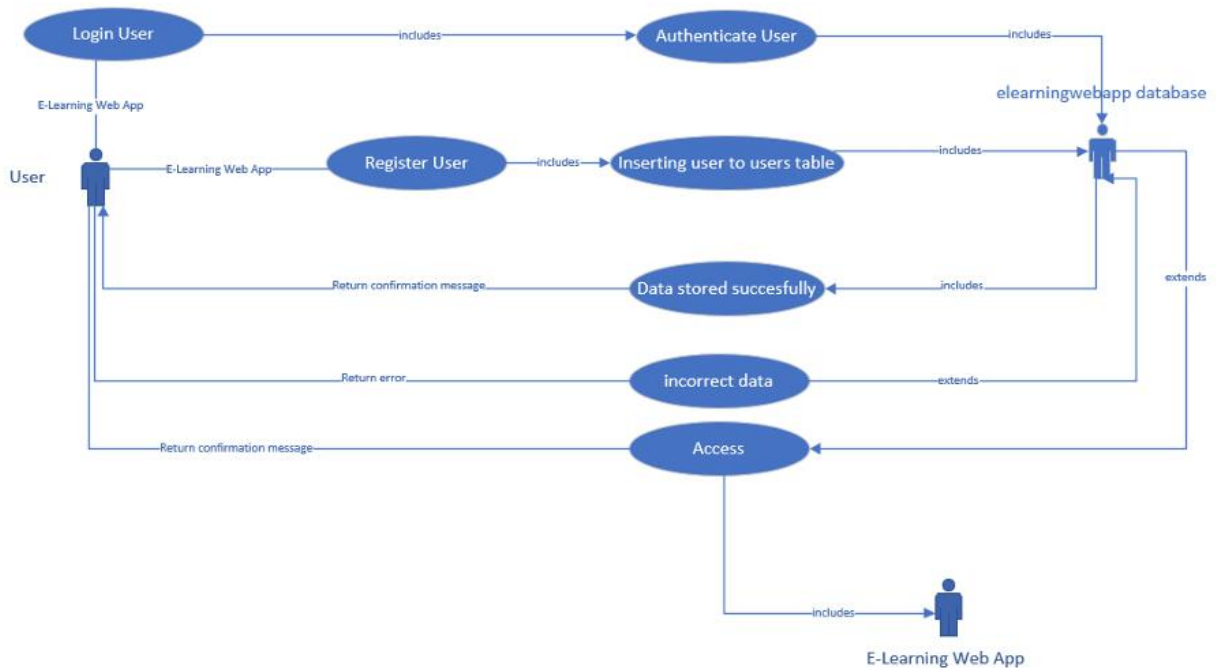 Login User
includes
Authenticate User
includes
E-Learning Web App
elearningwebapp database
User
E-Learning Web App
Register User
includes
Inserting user to users table
includes
extends
Return confirmation message
Data stored succesfully
includes
Return error
incorrect data
extends
Return confirmation message
Access
includes
E-Learning Web App